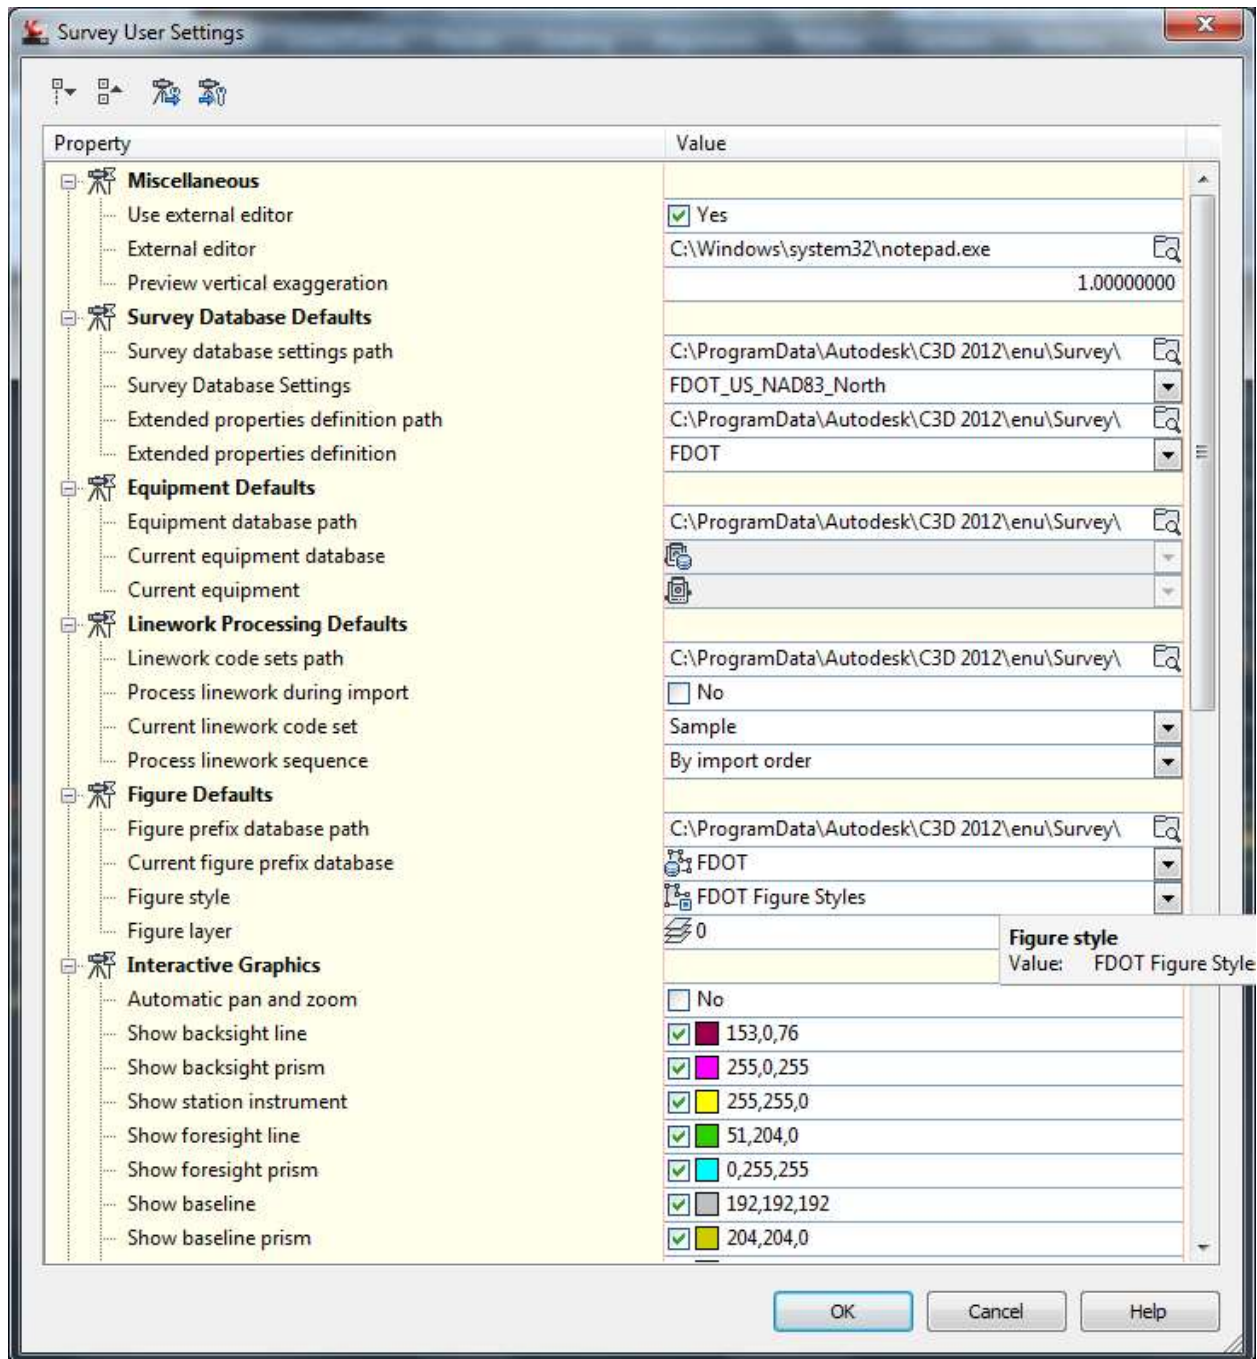 Survey User Settings
Property Value
Miscellaneous
Use external editor Yes
External editor C:\Windows\system32\notepad.exe
Preview vertical exaggeration 1.00000000
Survey Database Defaults
Survey database settings path C:\ProgramData\Autodesk\C3D 2012\enu\Survey\
Survey Database Settings FDOT_US_NAD83_North
Extended properties definition path C:\ProgramData\Autodesk\C3D 2012\enu\Survey\
Extended properties definition FDOT
Equipment Defaults
Equipment database path C:\ProgramData\Autodesk\C3D 2012\enu\Survey\
Current equipment database
Current equipment
Linework Processing Defaults
Linework code sets path C:\ProgramData\Autodesk\C3D 2012\enu\Survey\
Process linework during import No
Current linework code set Sample
Process linework sequence By import order
Figure Defaults
Figure prefix database path C:\ProgramData\Autodesk\C3D 2012\enu\Survey\
Current figure prefix database FDOT
Figure style FDOT Figure Styles
Figure layer 0
Figure style
Value: FDOT Figure Style
Interactive Graphics
Automatic pan and zoom No
Show backsight line 153,0,76
Show backsight prism 255,0,255
Show station instrument 255,255,0
Show foresight line 51,204,0
Show foresight prism 0,255,255
Show baseline 192,192,192
Show baseline prism 204,204,0
OK Cancel Help